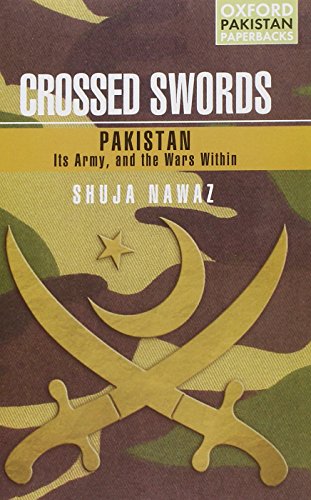 OXFORD
PAKISTAN
PAPERBACKS
CROSSED SWORDS
PAKISTAN
Its Army, and the Wars Within
SHUJA NAWAZ